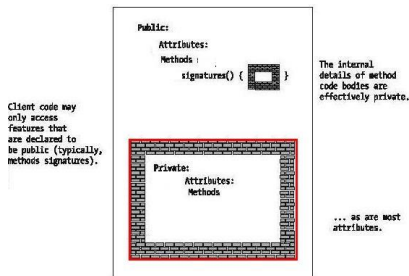 Public:
Attributes:
Methods :
signatures() { }
The internal
details of method
code bodies are
effectively private.
Client code may
only access
features that
are declared to
be public (typically,
methods signatures).
Private:
Attributes:
Methods
... as are most
attributes.